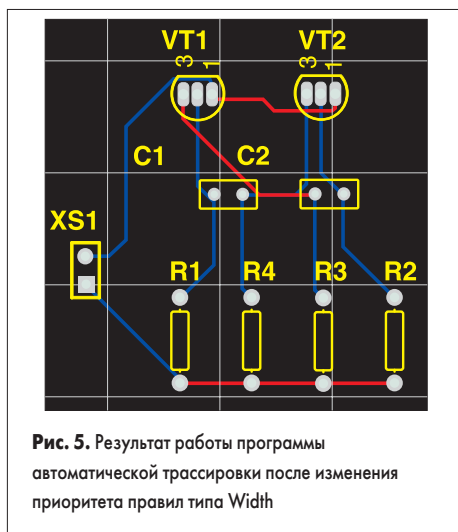 VT1 VT2
3 1 3 1
C1 C2
XS1
R1 R4 R3 R2
Рис. 5. Результат работы программы
автоматической трассировки после изменения
приоритета правил типа Width